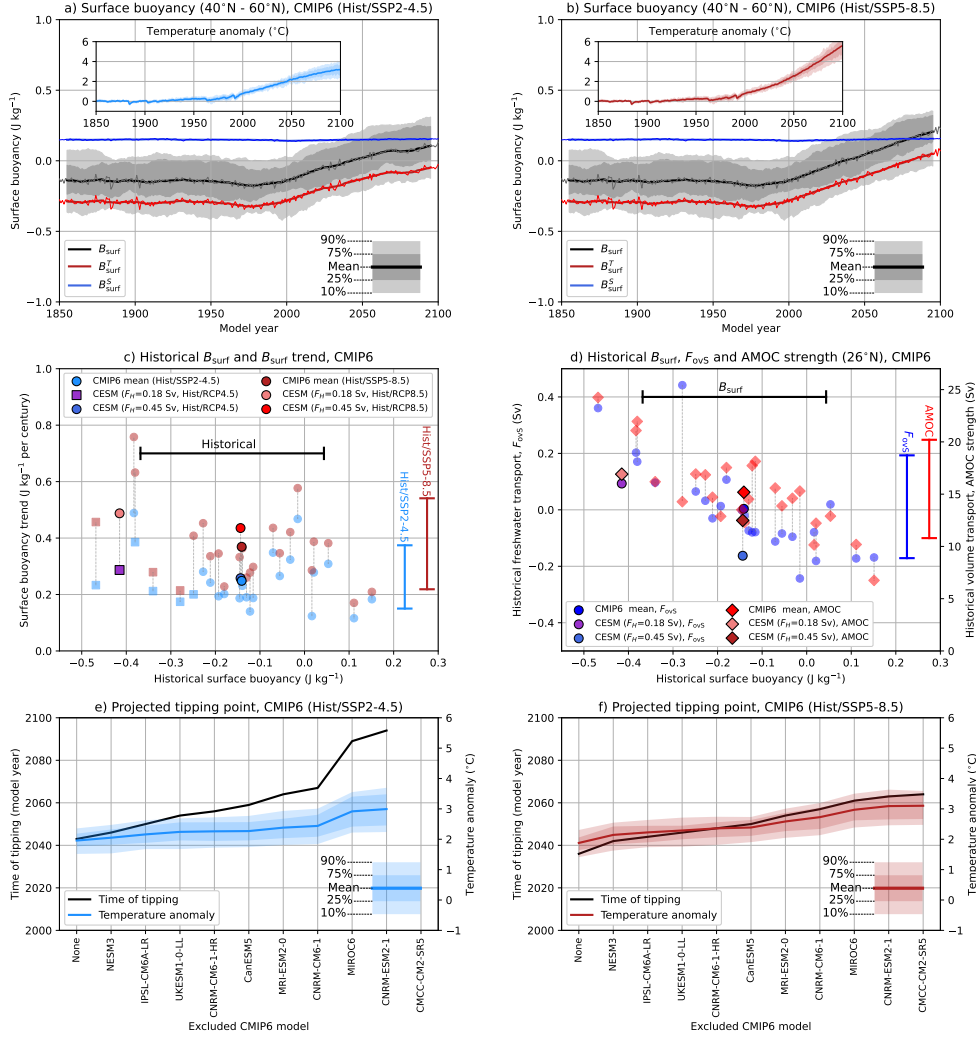 a) Surface buoyancy (40°N - 60°N), CMIP6 (Hist/SSP2-4.5)
Temperature anomaly (°C)
6
4
2
0
1850 1900 1950 2000 2050 2100
1.0
0.5
0.0
−0.5
−1.0
Surface buoyancy (J kg⁻¹)
B_surf
B^T_surf
B^S_surf
90%
75%
Mean
25%
10%
1850 1900 1950 2000 2050 2100
Model year
b) Surface buoyancy (40°N - 60°N), CMIP6 (Hist/SSP5-8.5)
Temperature anomaly (°C)
6
4
2
0
1850 1900 1950 2000 2050 2100
1.0
0.5
0.0
−0.5
−1.0
Surface buoyancy (J kg⁻¹)
B_surf
B^T_surf
B^S_surf
90%
75%
Mean
25%
10%
1850 1900 1950 2000 2050 2100
Model year
c) Historical B_surf and B_surf trend, CMIP6
CMIP6 mean (Hist/SSP2-4.5)
CESM (F_H=0.18 Sv, Hist/RCP4.5)
CESM (F_H=0.45 Sv, Hist/RCP4.5)
CMIP6 mean (Hist/SSP5-8.5)
CESM (F_H=0.18 Sv, Hist/RCP8.5)
CESM (F_H=0.45 Sv, Hist/RCP8.5)
Historical
Hist/SSP5-8.5
Hist/SSP2-4.5
1.0
0.8
0.6
0.4
0.2
0.0
Surface buoyancy trend (J kg⁻¹ per century)
−0.5 −0.4 −0.3 −0.2 −0.1 0.0 0.1 0.2 0.3
Historical surface buoyancy (J kg⁻¹)
d) Historical B_surf, F_ovS and AMOC strength (26°N), CMIP6
B_surf
F_ovS
AMOC
0.4
0.2
0.0
−0.2
−0.4
Historical freshwater transport, F_ovS (Sv)
25
20
15
10
5
0
Historical volume transport, AMOC strength (Sv)
CMIP6 mean, F_ovS
CESM (F_H=0.18 Sv), F_ovS
CESM (F_H=0.45 Sv), F_ovS
CMIP6 mean, AMOC
CESM (F_H=0.18 Sv), AMOC
CESM (F_H=0.45 Sv), AMOC
−0.5 −0.4 −0.3 −0.2 −0.1 0.0 0.1 0.2 0.3
Historical surface buoyancy (J kg⁻¹)
e) Projected tipping point, CMIP6 (Hist/SSP2-4.5)
2100
2080
2060
2040
2020
2000
Time of tipping (model year)
6
5
4
3
2
1
0
−1
Temperature anomaly (°C)
90%
75%
Mean
25%
10%
Time of tipping
Temperature anomaly
None
NESM3
IPSL-CM6A-LR
UKESM1-0-LL
CNRM-CM6-1-HR
CanESM5
MRI-ESM2-0
CNRM-CM6-1
MIROC6
CNRM-ESM2-1
CMCC-CM2-SR5
Excluded CMIP6 model
f) Projected tipping point, CMIP6 (Hist/SSP5-8.5)
2100
2080
2060
2040
2020
2000
Time of tipping (model year)
6
5
4
3
2
1
0
−1
Temperature anomaly (°C)
90%
75%
Mean
25%
10%
Time of tipping
Temperature anomaly
None
NESM3
IPSL-CM6A-LR
UKESM1-0-LL
CNRM-CM6-1-HR
CanESM5
MRI-ESM2-0
CNRM-CM6-1
MIROC6
CNRM-ESM2-1
CMCC-CM2-SR5
Excluded CMIP6 model